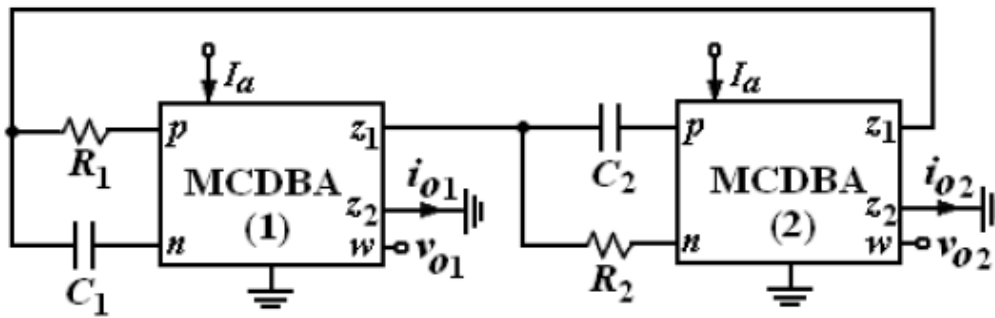 Iₐ
Iₐ
p
R₁
MCDBA
(1)
n
C₁
z₁
z₂
w
iₒ₁
vₒ₁
C₂
R₂
p
MCDBA
(2)
n
z₁
z₂
w
iₒ₂
vₒ₂